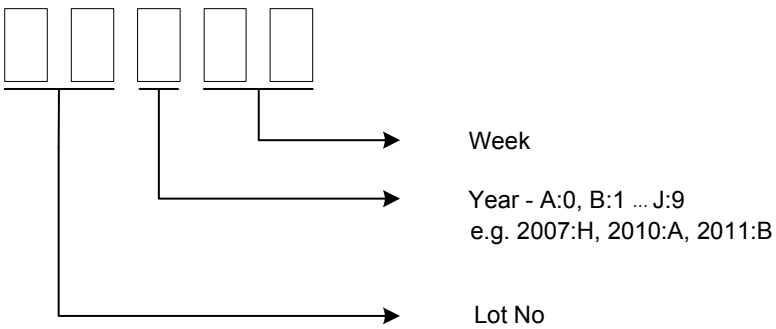 Week
Year - A:0, B:1 ... J:9
e.g. 2007:H, 2010:A, 2011:B
Lot No